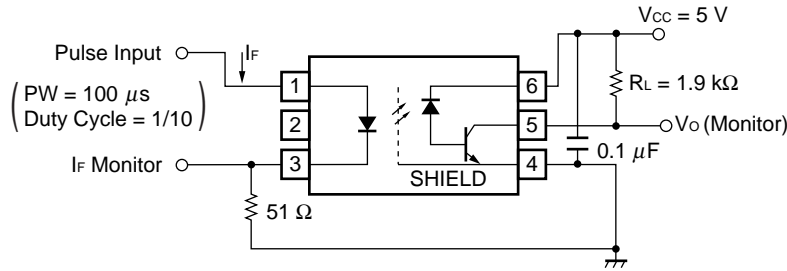 VCC = 5 V
Pulse Input
IF
1
6
RL = 1.9 kΩ
PW = 100 μs
Duty Cycle = 1/10
2
5
VO (Monitor)
IF Monitor
3
4
0.1 μF
SHIELD
51 Ω